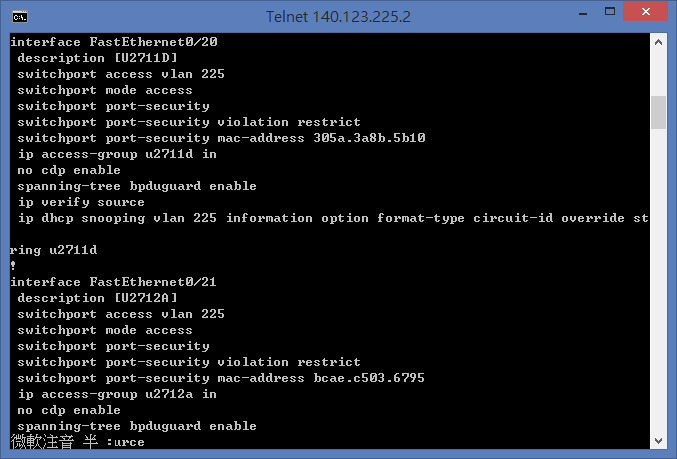 Telnet 140.123.225.2
interface FastEthernet0/20
description [U2711D]
switchport access vlan 225
switchport mode access
switchport port-security
switchport port-security violation restrict
switchport port-security mac-address 305a.3a8b.5b10
ip access-group u2711d in
no cdp enable
spanning-tree bpduguard enable
ip verify source
ip dhcp snooping vlan 225 information option format-type circuit-id override st
ring u2711d
!
interface FastEthernet0/21
description [U2712A]
switchport access vlan 225
switchport mode access
switchport port-security
switchport port-security violation restrict
switchport port-security mac-address bcae.c503.6795
ip access-group u2712a in
no cdp enable
spanning-tree bpduguard enable
微軟注音 半 :urce